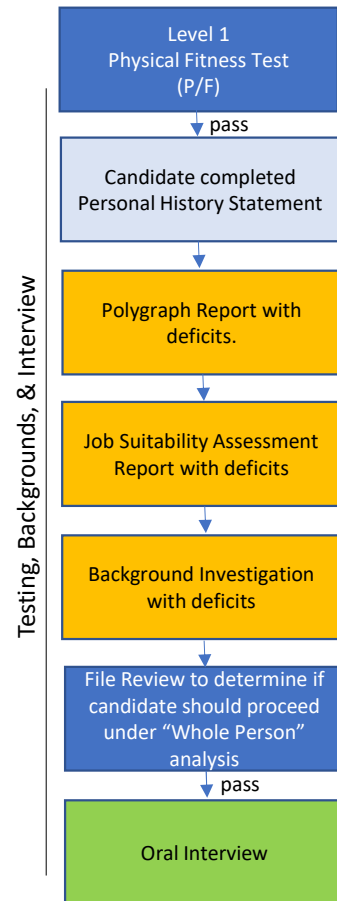 Level 1
Physical Fitness Test
(P/F)
pass
Candidate completed
Personal History Statement
Polygraph Report with
deficits.
Job Suitability Assessment
Report with deficits
Background Investigation
with deficits
File Review to determine if
candidate should proceed
under “Whole Person”
analysis
pass
Oral Interview
Testing, Backgrounds, & Interview